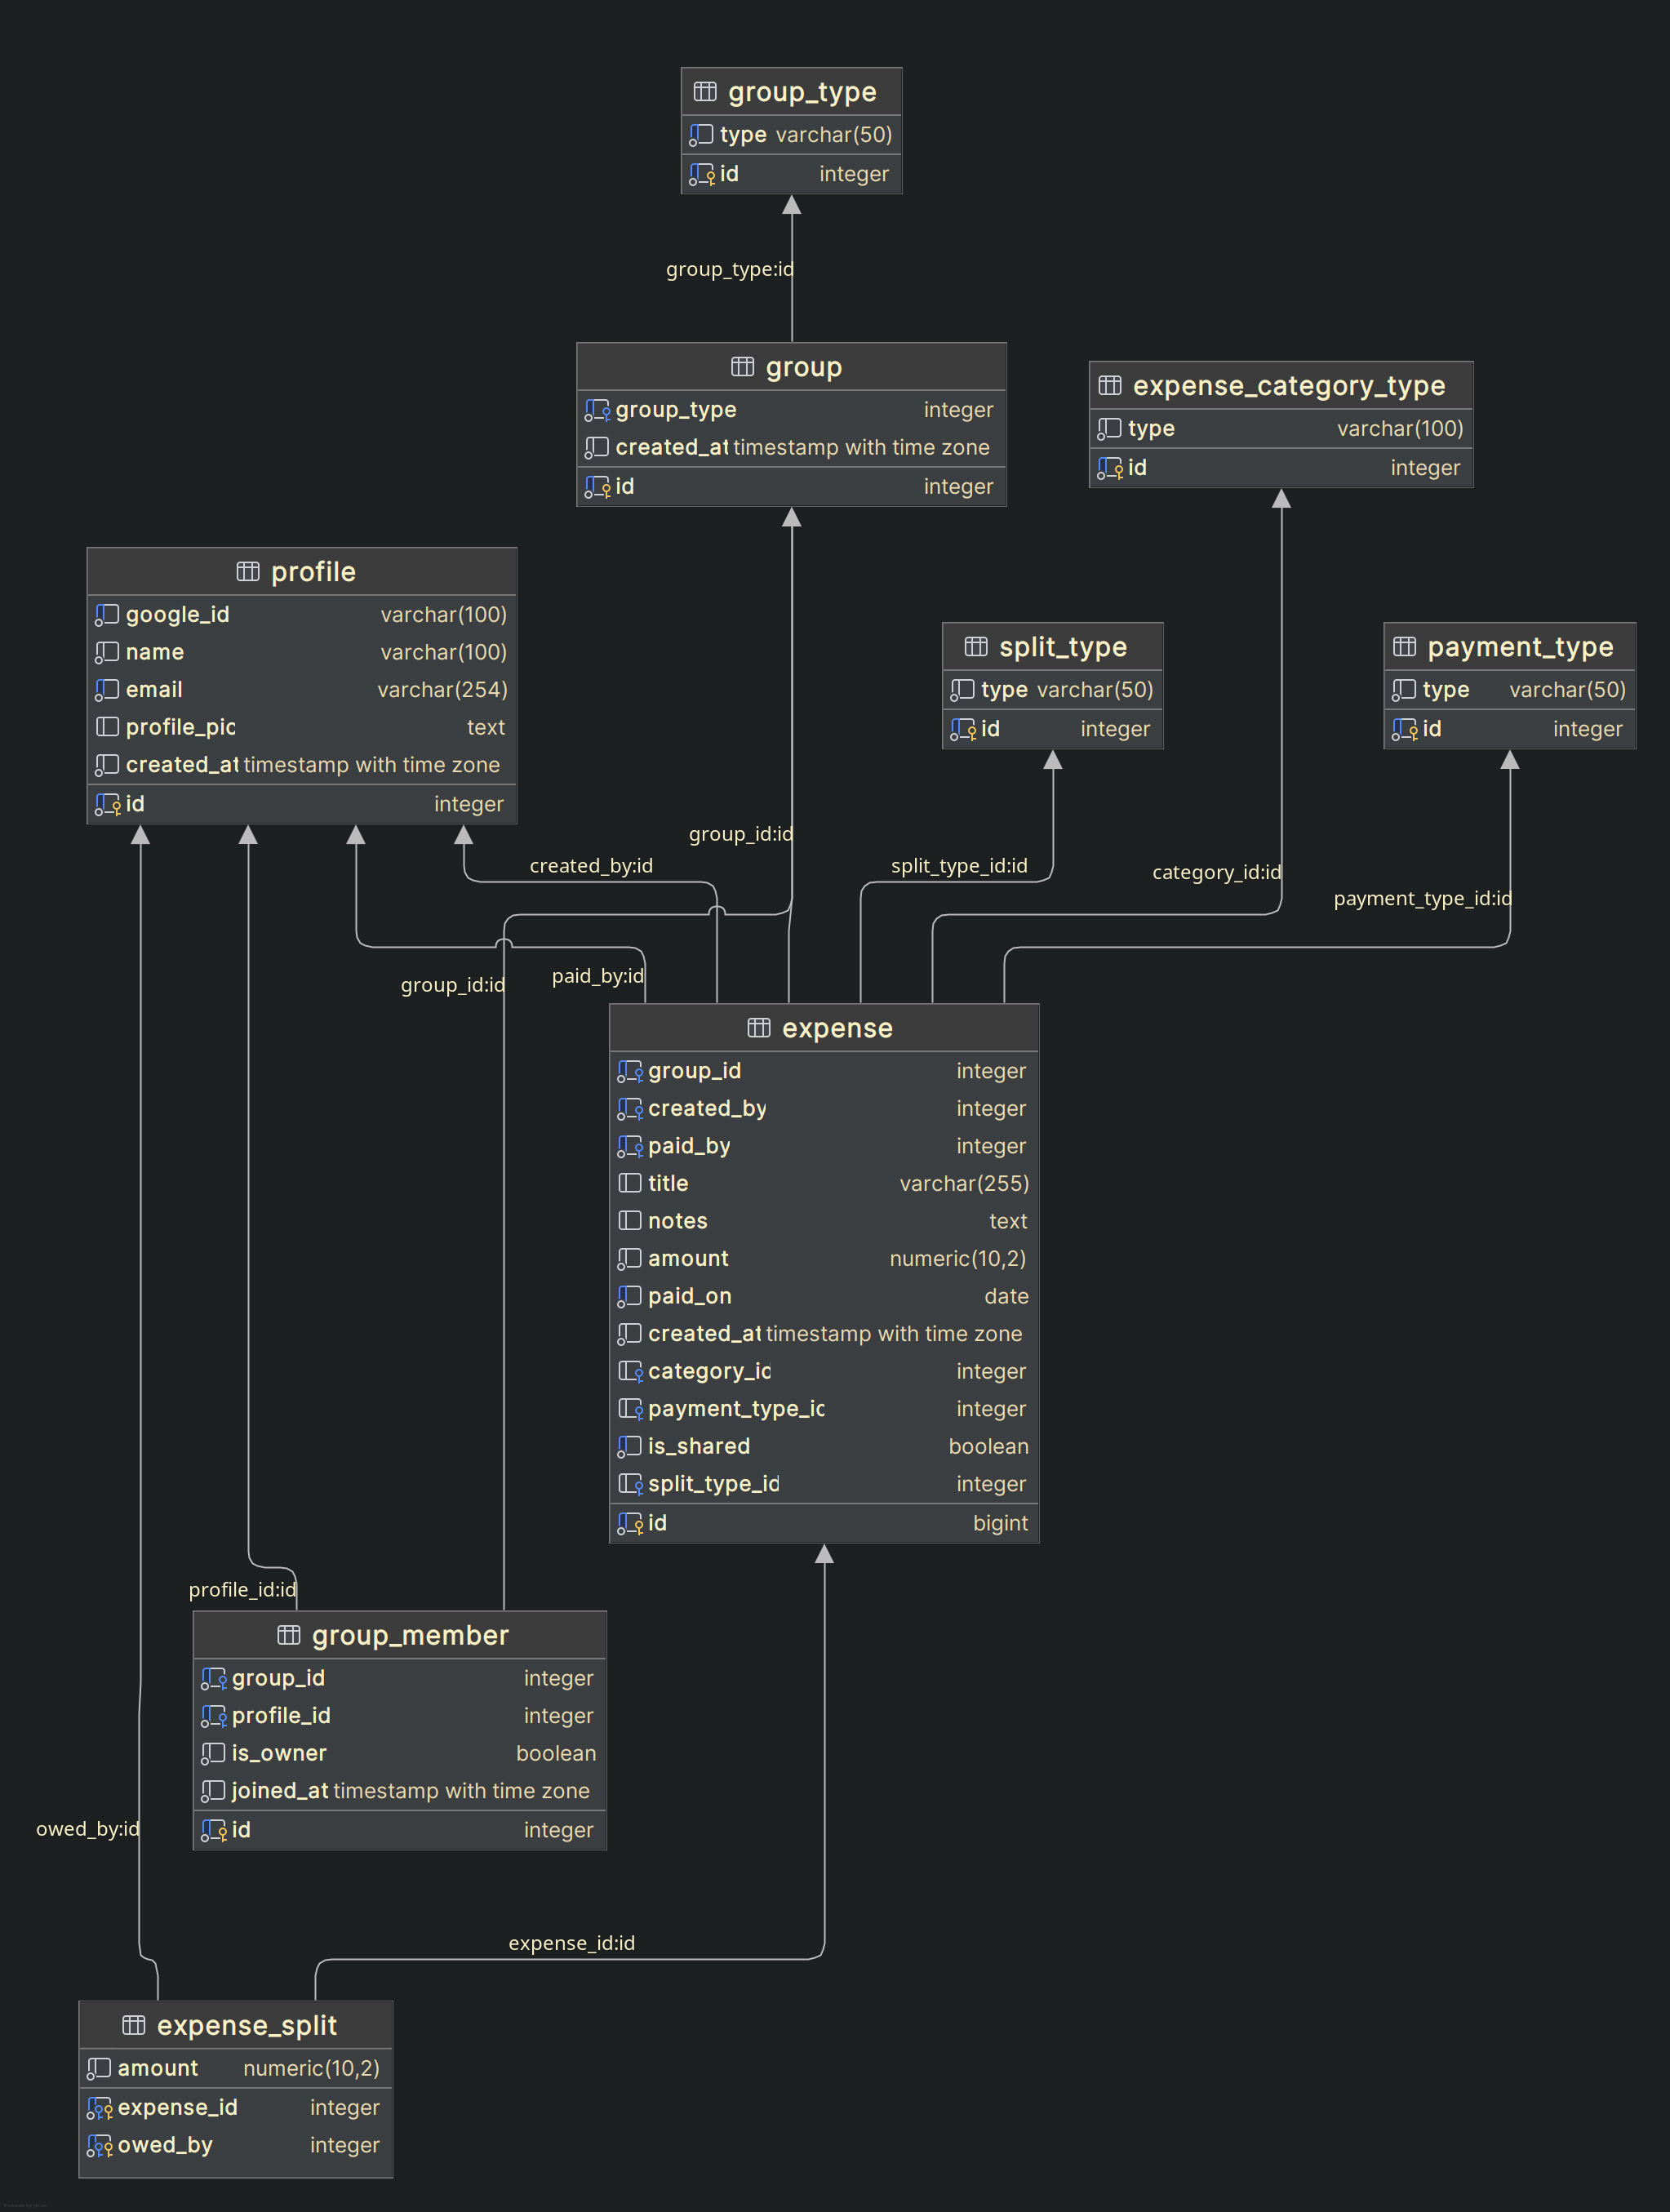 group_type
type varchar(50)
id integer
group_type:id
group
group_type integer
created_at timestamp with time zone
id integer
expense_category_type
type varchar(100)
id integer
profile
google_id varchar(100)
name varchar(100)
email varchar(254)
profile_pic text
created_at timestamp with time zone
id integer
split_type
type varchar(50)
id integer
payment_type
type varchar(50)
id integer
group_id:id
created_by:id
split_type_id:id
category_id:id
payment_type_id:id
group_id:id
paid_by:id
expense
group_id integer
created_by integer
paid_by integer
title varchar(255)
notes text
amount numeric(10,2)
paid_on date
created_at timestamp with time zone
category_id integer
payment_type_id integer
is_shared boolean
split_type_id integer
id bigint
profile_id:id
group_member
group_id integer
profile_id integer
is_owner boolean
joined_at timestamp with time zone
id integer
owed_by:id
expense_id:id
expense_split
amount numeric(10,2)
expense_id integer
owed_by integer